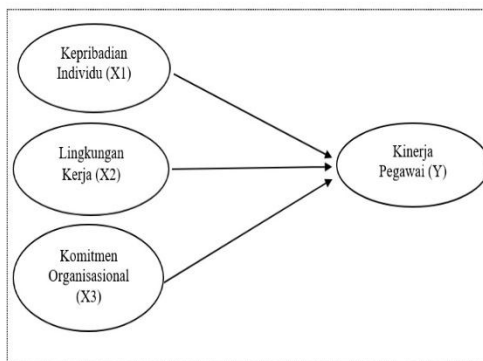 Kepribadian
Individu (X1)
Lingkungan
Kerja (X2)
Komitmen
Organisasional
(X3)
Kinerja
Pegawai (Y)